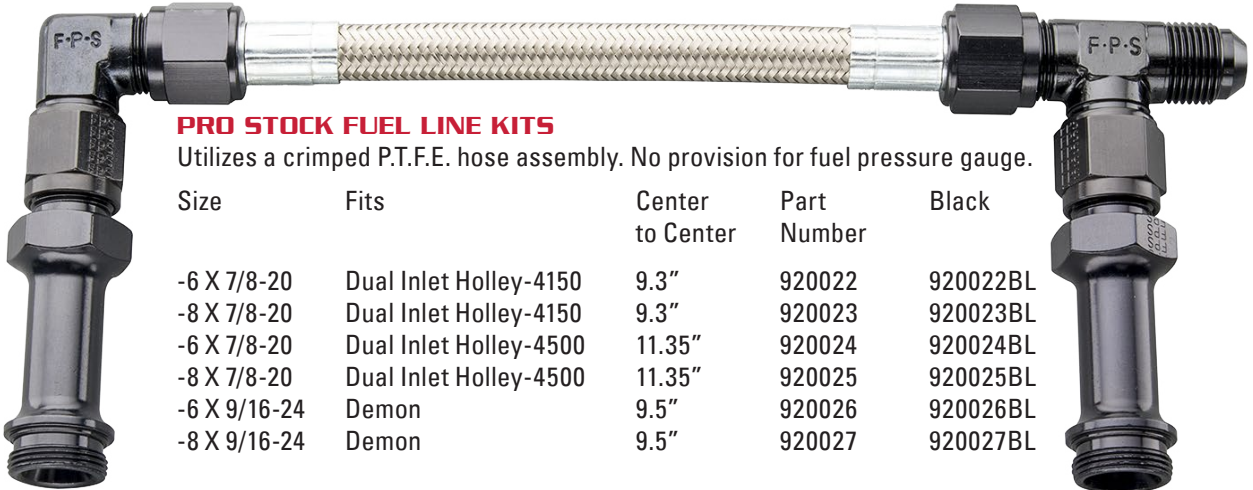 F·P·S
F·P·S
PRO STOCK FUEL LINE KITS
Utilizes a crimped P.T.F.E. hose assembly. No provision for fuel pressure gauge.
Size Fits Center to Center Part Number Black
-6 X 7/8-20 Dual Inlet Holley-4150 9.3” 920022 920022BL
-8 X 7/8-20 Dual Inlet Holley-4150 9.3” 920023 920023BL
-6 X 7/8-20 Dual Inlet Holley-4500 11.35” 920024 920024BL
-8 X 7/8-20 Dual Inlet Holley-4500 11.35” 920025 920025BL
-6 X 9/16-24 Demon 9.5” 920026 920026BL
-8 X 9/16-24 Demon 9.5” 920027 920027BL